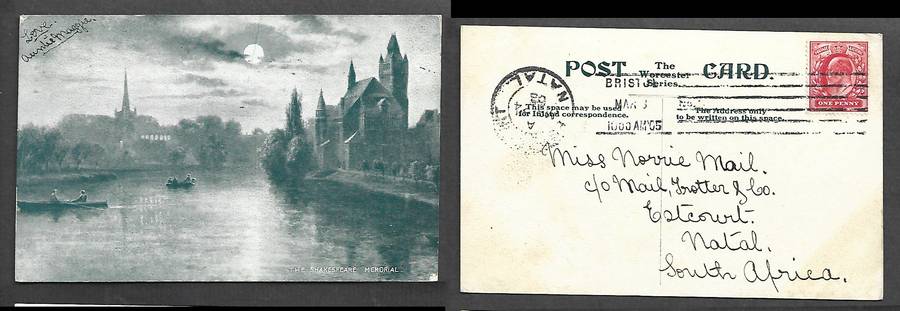 Love
Auntie Maggie.
THE SHAKESPEARE MEMORIAL.
POST The Worcester Series. CARD.
BRISTOL
MAR 3
10 00 AM '05
NATAL
ONE PENNY
This space may be used
for Inland correspondence.
The Address only
to be written on this space.
Miss Norrie Mail.
c/o Mail, Trotter & Co.
Estcourt.
Natal.
South Africa.